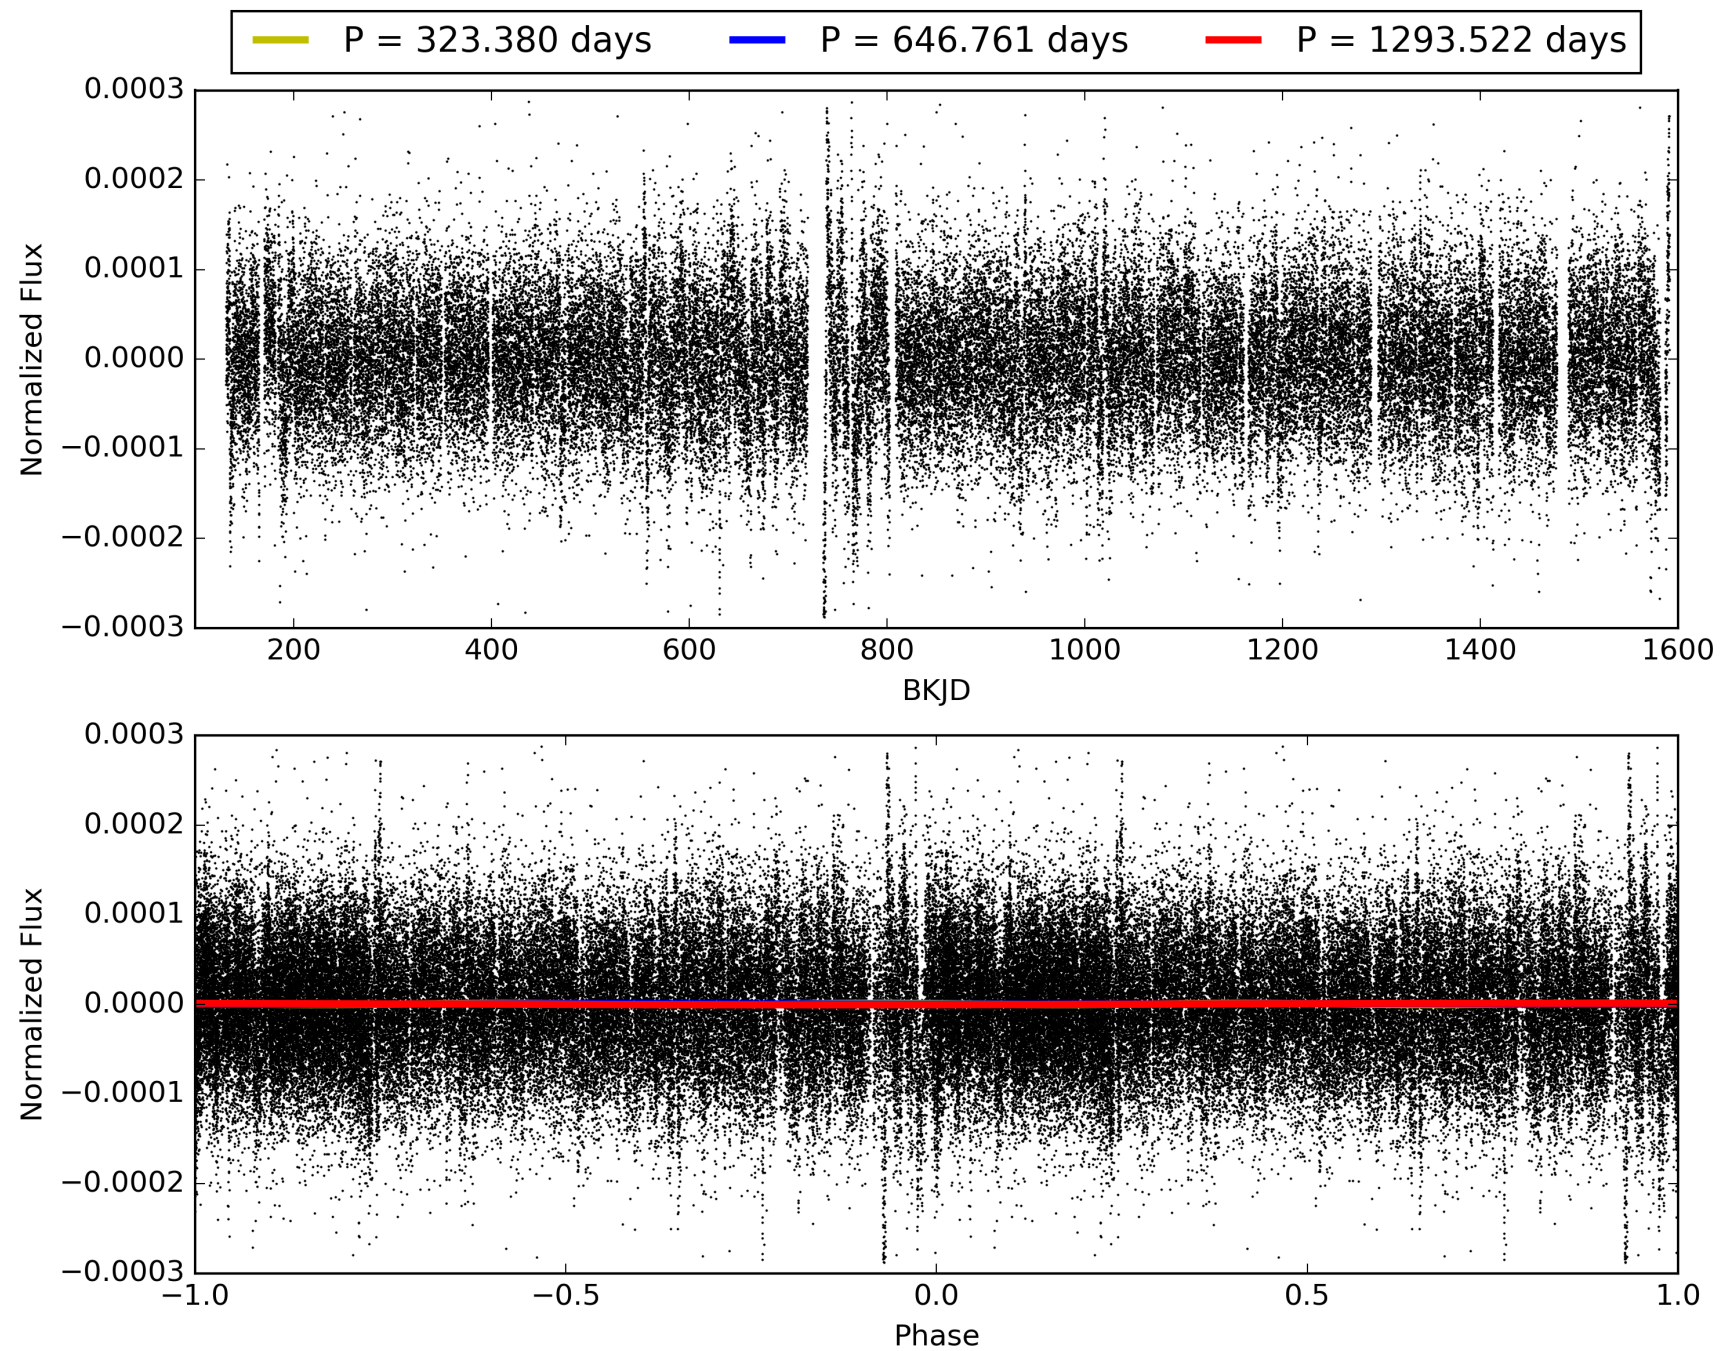 P = 323.380 days P = 646.761 days P = 1293.522 days
0.0003
0.0002
0.0001
0.0000
−0.0001
−0.0002
−0.0003
Normalized Flux
200 400 600 800 1000 1200 1400 1600
BKJD
0.0003
0.0002
0.0001
0.0000
−0.0001
−0.0002
−0.0003
Normalized Flux
−1.0 −0.5 0.0 0.5 1.0
Phase